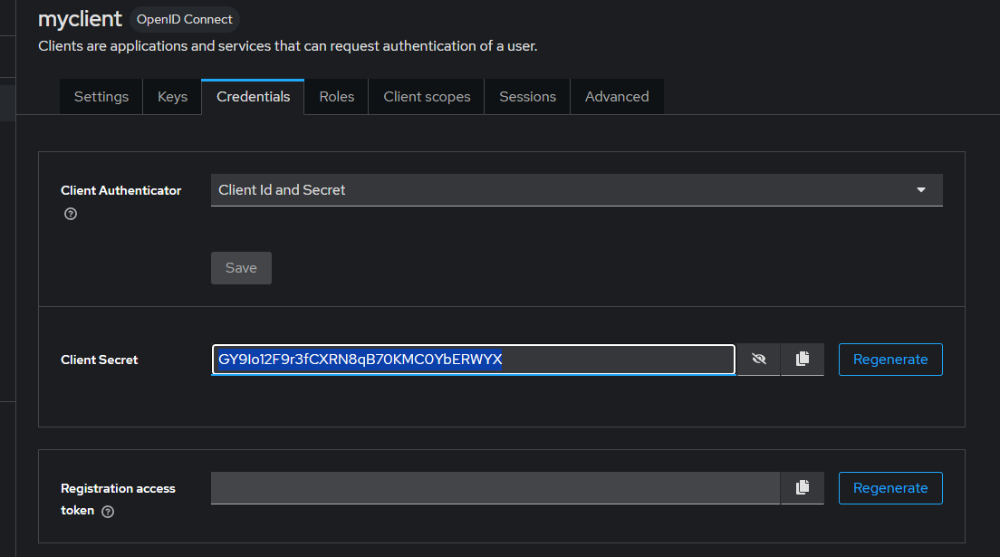 myclient OpenID Connect
Clients are applications and services that can request authentication of a user.
Settings Keys Credentials Roles Client scopes Sessions Advanced
Client Authenticator Client Id and Secret
Save
Client Secret GY9Io12F9r3fCXRN8qB70KMC0YbERWYX Regenerate
Registration access
token Regenerate